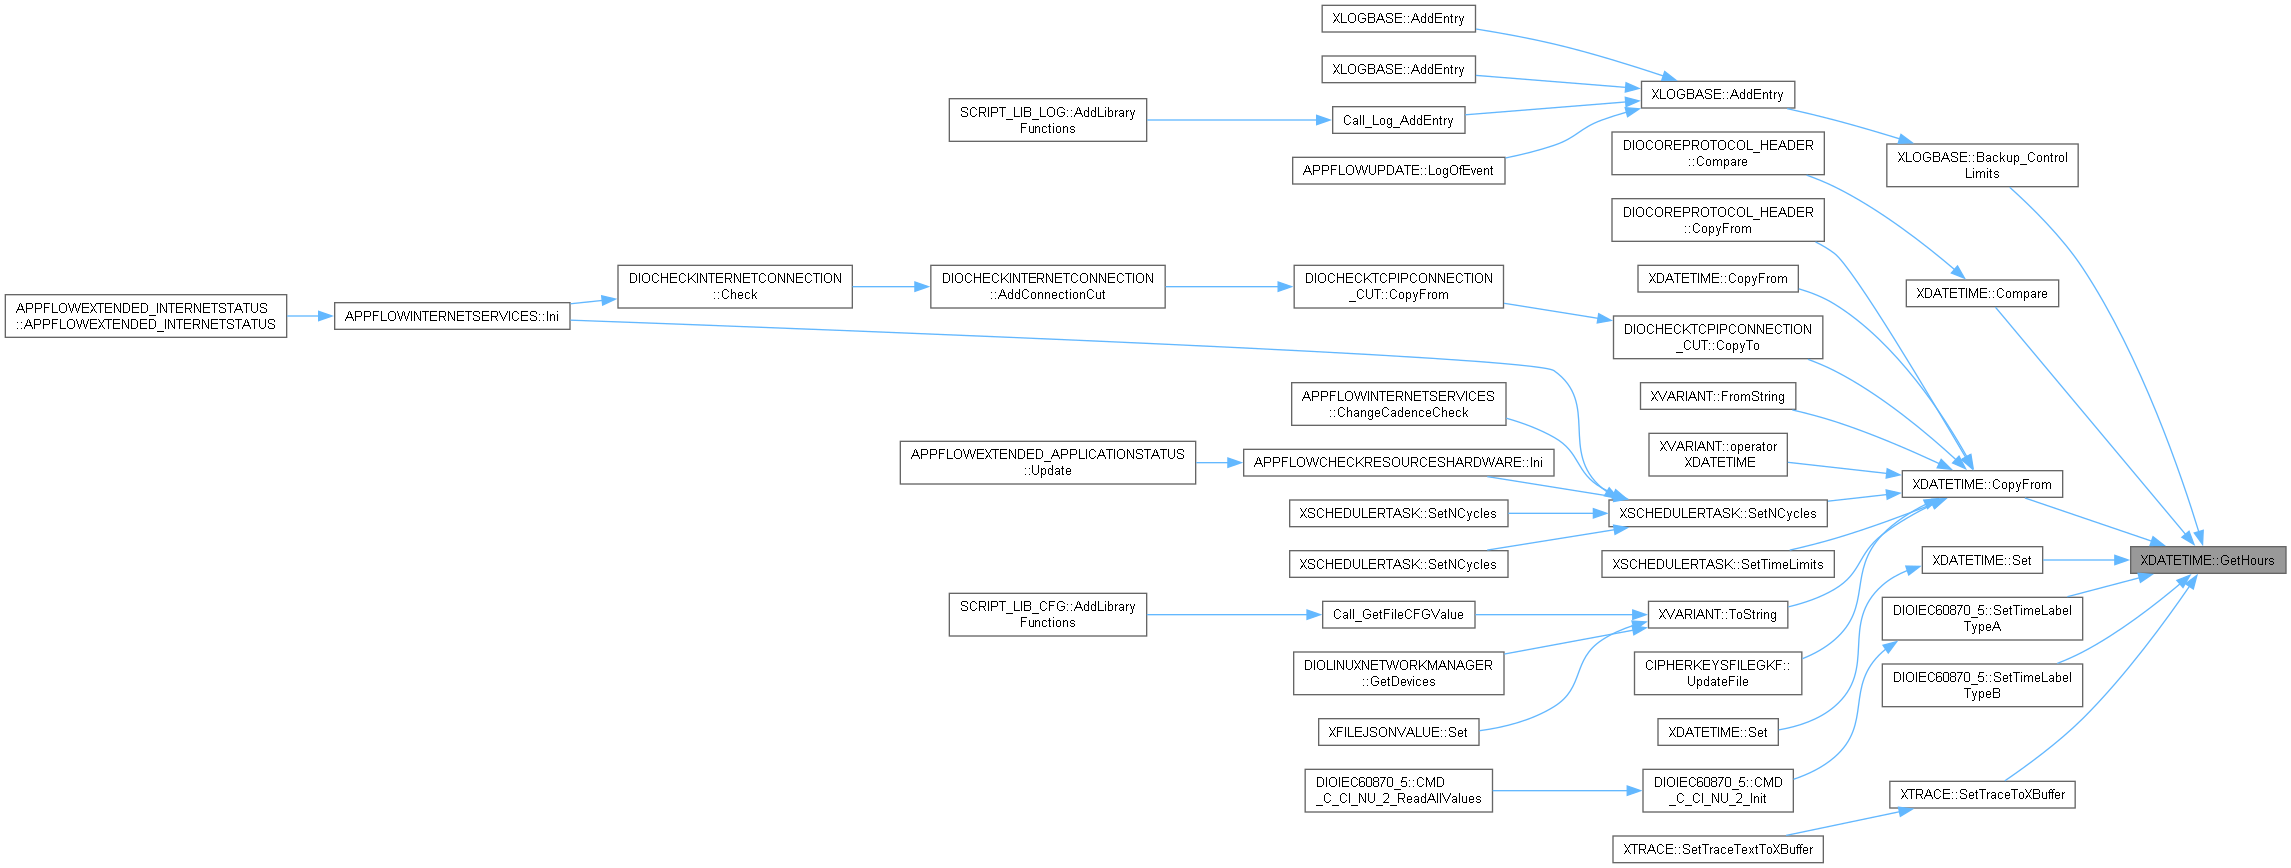 XLOGBASE::AddEntry
XLOGBASE::AddEntry
XLOGBASE::AddEntry
SCRIPT_LIB_LOG::AddLibrary
Functions
Call_Log_AddEntry
APPFLOWUPDATE::LogOfEvent
DIOCOREPROTOCOL_HEADER
::Compare
XLOGBASE::Backup_Control
Limits
DIOCOREPROTOCOL_HEADER
::CopyFrom
XDATETIME::CopyFrom
XDATETIME::Compare
DIOCHECKINTERNETCONNECTION
::Check
DIOCHECKINTERNETCONNECTION
::AddConnectionCut
DIOCHECKTCPIPCONNECTION
_CUT::CopyFrom
APPFLOWEXTENDED_INTERNETSTATUS
::APPFLOWEXTENDED_INTERNETSTATUS
APPFLOWINTERNETSERVICES::Ini
DIOCHECKTCPIPCONNECTION
_CUT::CopyTo
APPFLOWINTERNETSERVICES
::ChangeCadenceCheck
XVARIANT::FromString
XVARIANT::operator
XDATETIME
APPFLOWEXTENDED_APPLICATIONSTATUS
::Update
APPFLOWCHECKRESOURCESHARDWARE::Ini
XDATETIME::CopyFrom
XSCHEDULERTASK::SetNCycles
XSCHEDULERTASK::SetNCycles
XSCHEDULERTASK::SetNCycles
XSCHEDULERTASK::SetTimeLimits
XDATETIME::Set
XDATETIME::GetHours
SCRIPT_LIB_CFG::AddLibrary
Functions
Call_GetFileCFGValue
XVARIANT::ToString
DIOIEC60870_5::SetTimeLabel
TypeA
DIOLINUXNETWORKMANAGER
::GetDevices
CIPHERKEYSFILEGKF::
UpdateFile
DIOIEC60870_5::SetTimeLabel
TypeB
XFILEJSONVALUE::Set
XDATETIME::Set
DIOIEC60870_5::CMD
_C_CI_NU_2_ReadAllValues
DIOIEC60870_5::CMD
_C_CI_NU_2_Init
XTRACE::SetTraceToXBuffer
XTRACE::SetTraceTextToXBuffer